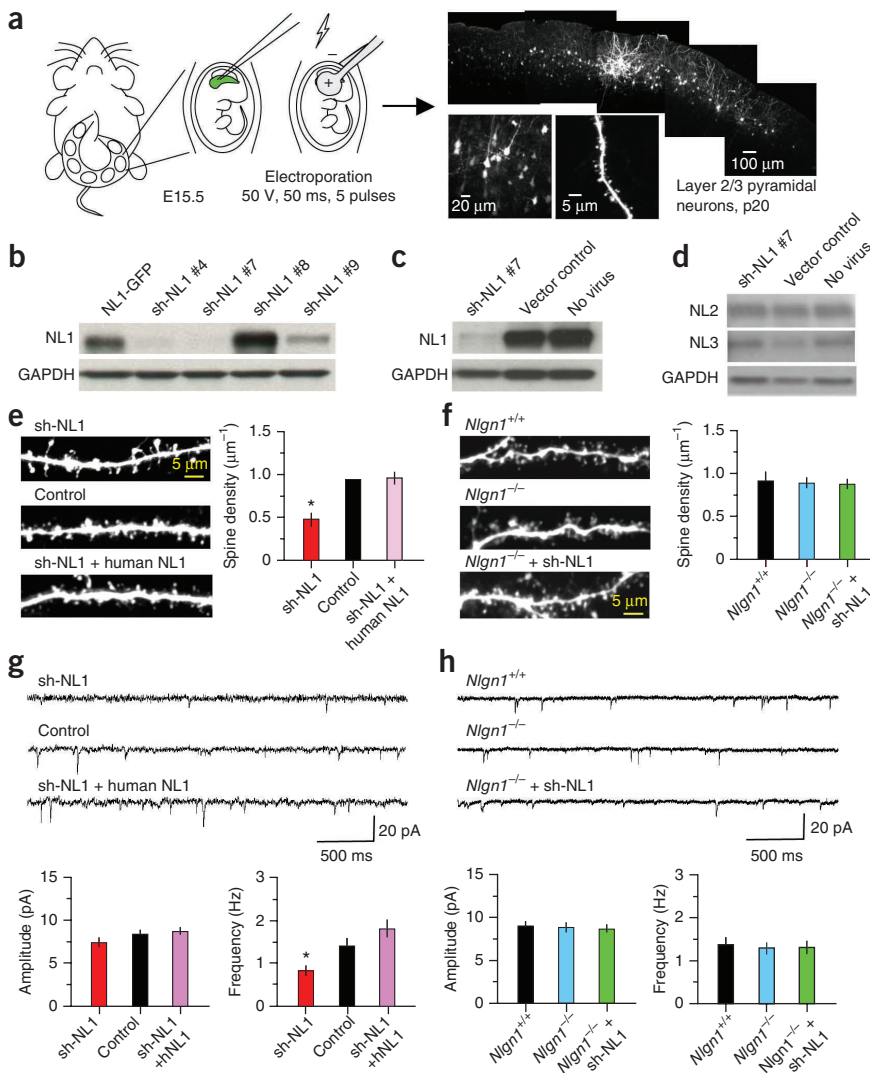 a
E15.5
Electroporation
50 V, 50 ms, 5 pulses
−
+
20 μm
5 μm
100 μm
Layer 2/3 pyramidal
neurons, p20
b
NL1-GFP
sh-NL1 #4
sh-NL1 #7
sh-NL1 #8
sh-NL1 #9
NL1
GAPDH
c
sh-NL1 #7
Vector control
No virus
NL1
GAPDH
d
sh-NL1 #7
Vector control
No virus
NL2
NL3
GAPDH
e
sh-NL1
5 μm
Control
sh-NL1 + human NL1
Spine density (μm⁻¹)
1.5
1.0
0.5
0
*
sh-NL1
Control
sh-NL1 +
human NL1
f
Nlgn1⁺/⁺
Nlgn1⁻/⁻
Nlgn1⁻/⁻ + sh-NL1
5 μm
Spine density (μm⁻¹)
1.5
1.0
0.5
0
Nlgn1⁺/⁺
Nlgn1⁻/⁻
Nlgn1⁻/⁻ +
sh-NL1
g
sh-NL1
Control
sh-NL1 + human NL1
20 pA
500 ms
Amplitude (pA)
15
10
5
0
sh-NL1
Control
sh-NL1
+hNL1
Frequency (Hz)
3
2
1
0
*
sh-NL1
Control
sh-NL1
+hNL1
h
Nlgn1⁺/⁺
Nlgn1⁻/⁻
Nlgn1⁻/⁻ + sh-NL1
20 pA
500 ms
Amplitude (pA)
15
10
5
0
Nlgn1⁺/⁺
Nlgn1⁻/⁻
Nlgn1⁻/⁻ +
sh-NL1
Frequency (Hz)
3
2
1
0
Nlgn1⁺/⁺
Nlgn1⁻/⁻
Nlgn1⁻/⁻ +
sh-NL1